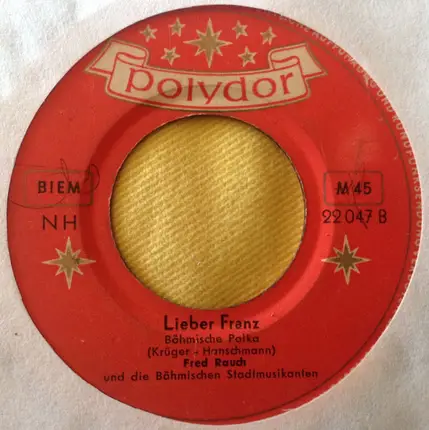 polydor
BIEM
M/45
NH
22 047 B
Lieber Franz
Böhmische Polka
(Krüger - Hanschmann)
Fred Rauch
und die Böhmischen Stadtmusikanten